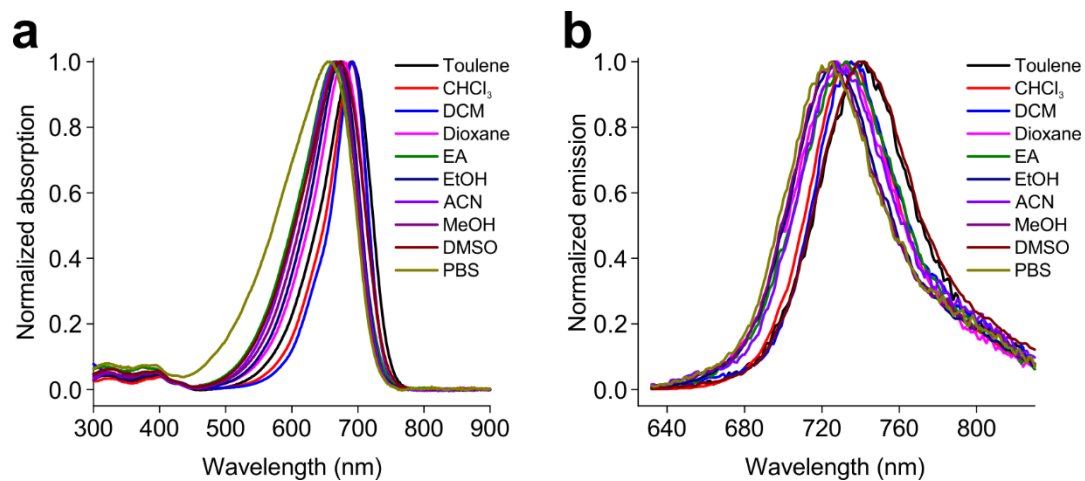 a
Normalized absorption
1.0
0.8
0.6
0.4
0.2
0.0
300 400 500 600 700 800 900
Wavelength (nm)
Toulene
CHCl₃
DCM
Dioxane
EA
EtOH
ACN
MeOH
DMSO
PBS
b
Normalized emission
1.0
0.8
0.6
0.4
0.2
0.0
640 680 720 760 800
Wavelength (nm)
Toulene
CHCl₃
DCM
Dioxane
EA
EtOH
ACN
MeOH
DMSO
PBS